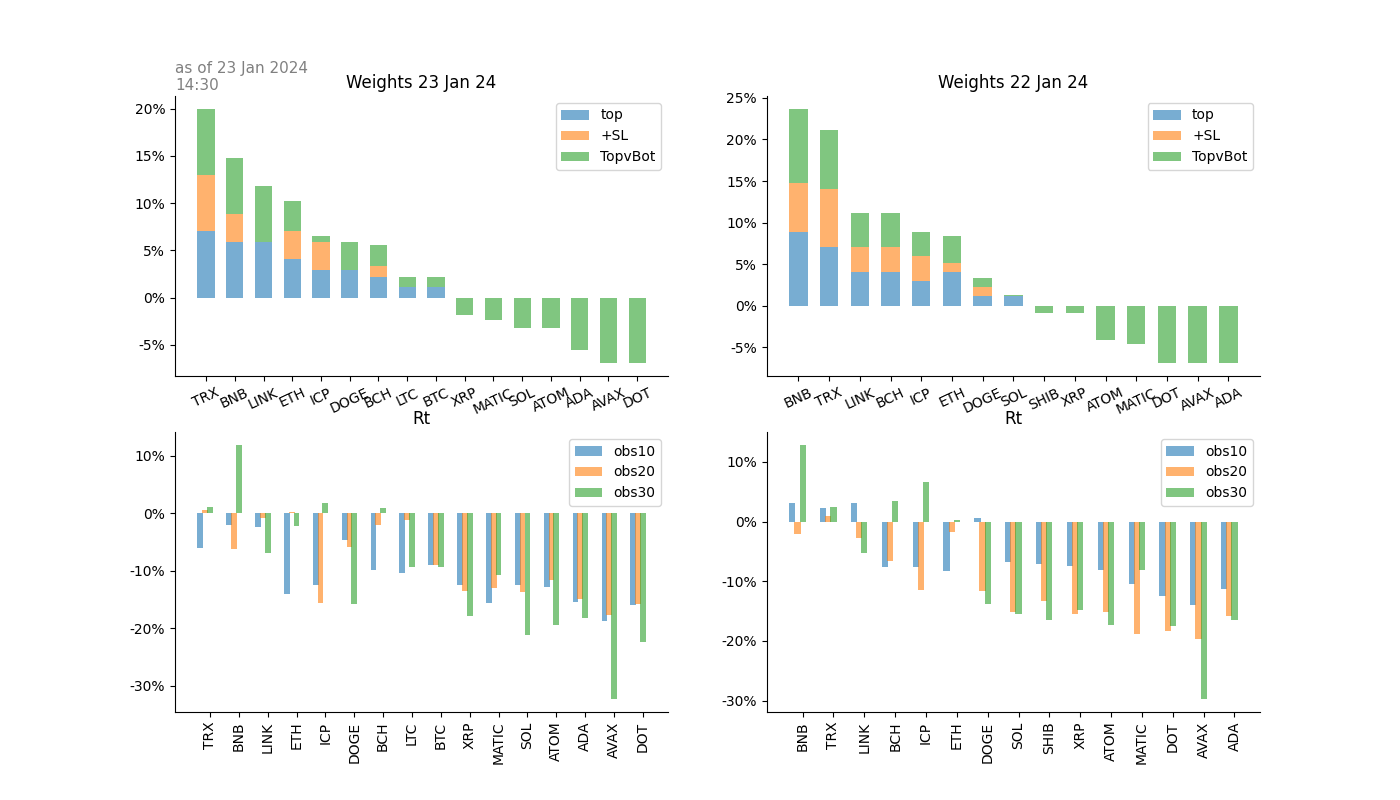 as of 23 Jan 2024
14:30
Weights 23 Jan 24
20%
15%
10%
5%
0%
-5%
top
+SL
TopvBot
TRX BNB LINK ETH ICP DOGE BCH LTC BTC XRP MATIC SOL ATOM ADA AVAX DOT
Weights 22 Jan 24
25%
20%
15%
10%
5%
0%
-5%
top
+SL
TopvBot
BNB TRX LINK BCH ICP ETH DOGE SOL SHIB XRP ATOM MATIC DOT AVAX ADA
Rt
10%
0%
-10%
-20%
-30%
obs10
obs20
obs30
TRX BNB LINK ETH ICP DOGE BCH LTC BTC XRP MATIC SOL ATOM ADA AVAX DOT
Rt
10%
0%
-10%
-20%
-30%
obs10
obs20
obs30
BNB TRX LINK BCH ICP ETH DOGE SOL SHIB XRP ATOM MATIC DOT AVAX ADA